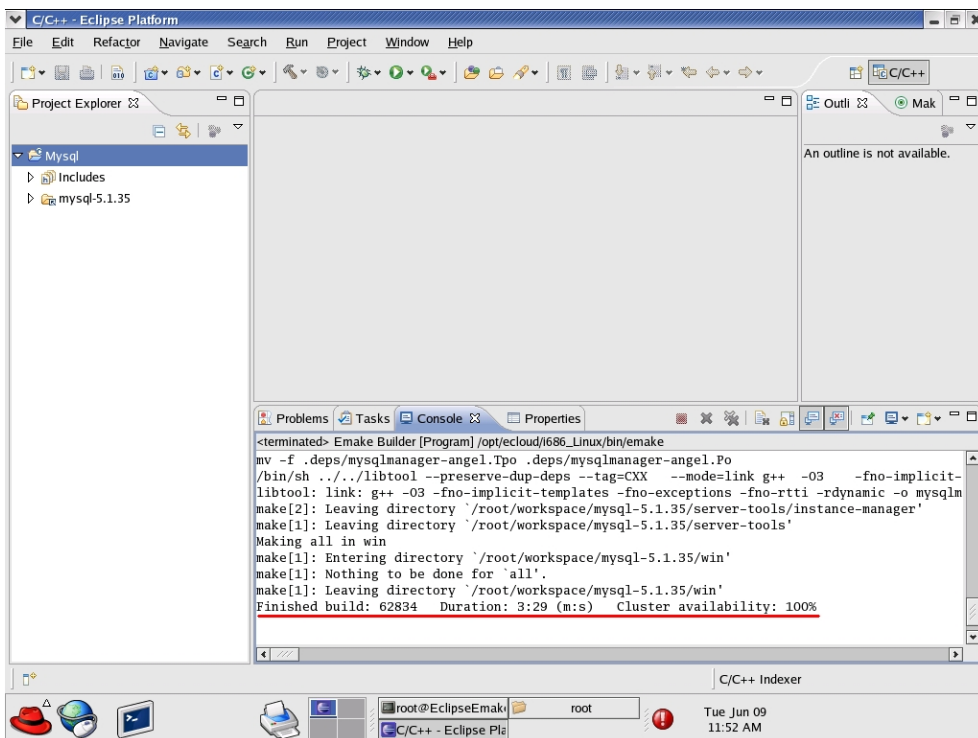 C/C++ - Eclipse Platform
File Edit Refactor Navigate Search Run Project Window Help
C/C++
Project Explorer
Mysql
Includes
mysql-5.1.35
Outli
Mak
An outline is not available.
Problems Tasks Console Properties
<terminated> Emake Builder [Program] /opt/ecloud/i686_Linux/bin/emake
mv -f .deps/mysqlmanager-angel.Tpo .deps/mysqlmanager-angel.Po
/bin/sh ../../libtool --preserve-dup-deps --tag=CXX --mode=link g++ -O3 -fno-implicit-
libtool: link: g++ -O3 -fno-implicit-templates -fno-exceptions -fno-rtti -rdynamic -o mysqlm
make[2]: Leaving directory `/root/workspace/mysql-5.1.35/server-tools/instance-manager'
make[1]: Leaving directory `/root/workspace/mysql-5.1.35/server-tools'
Making all in win
make[1]: Entering directory `/root/workspace/mysql-5.1.35/win'
make[1]: Nothing to be done for `all'.
make[1]: Leaving directory `/root/workspace/mysql-5.1.35/win'
Finished build: 62834 Duration: 3:29 (m:s) Cluster availability: 100%
C/C++ Indexer
root@EclipseEmak
root
C/C++ - Eclipse Pla
Tue Jun 09
11:52 AM